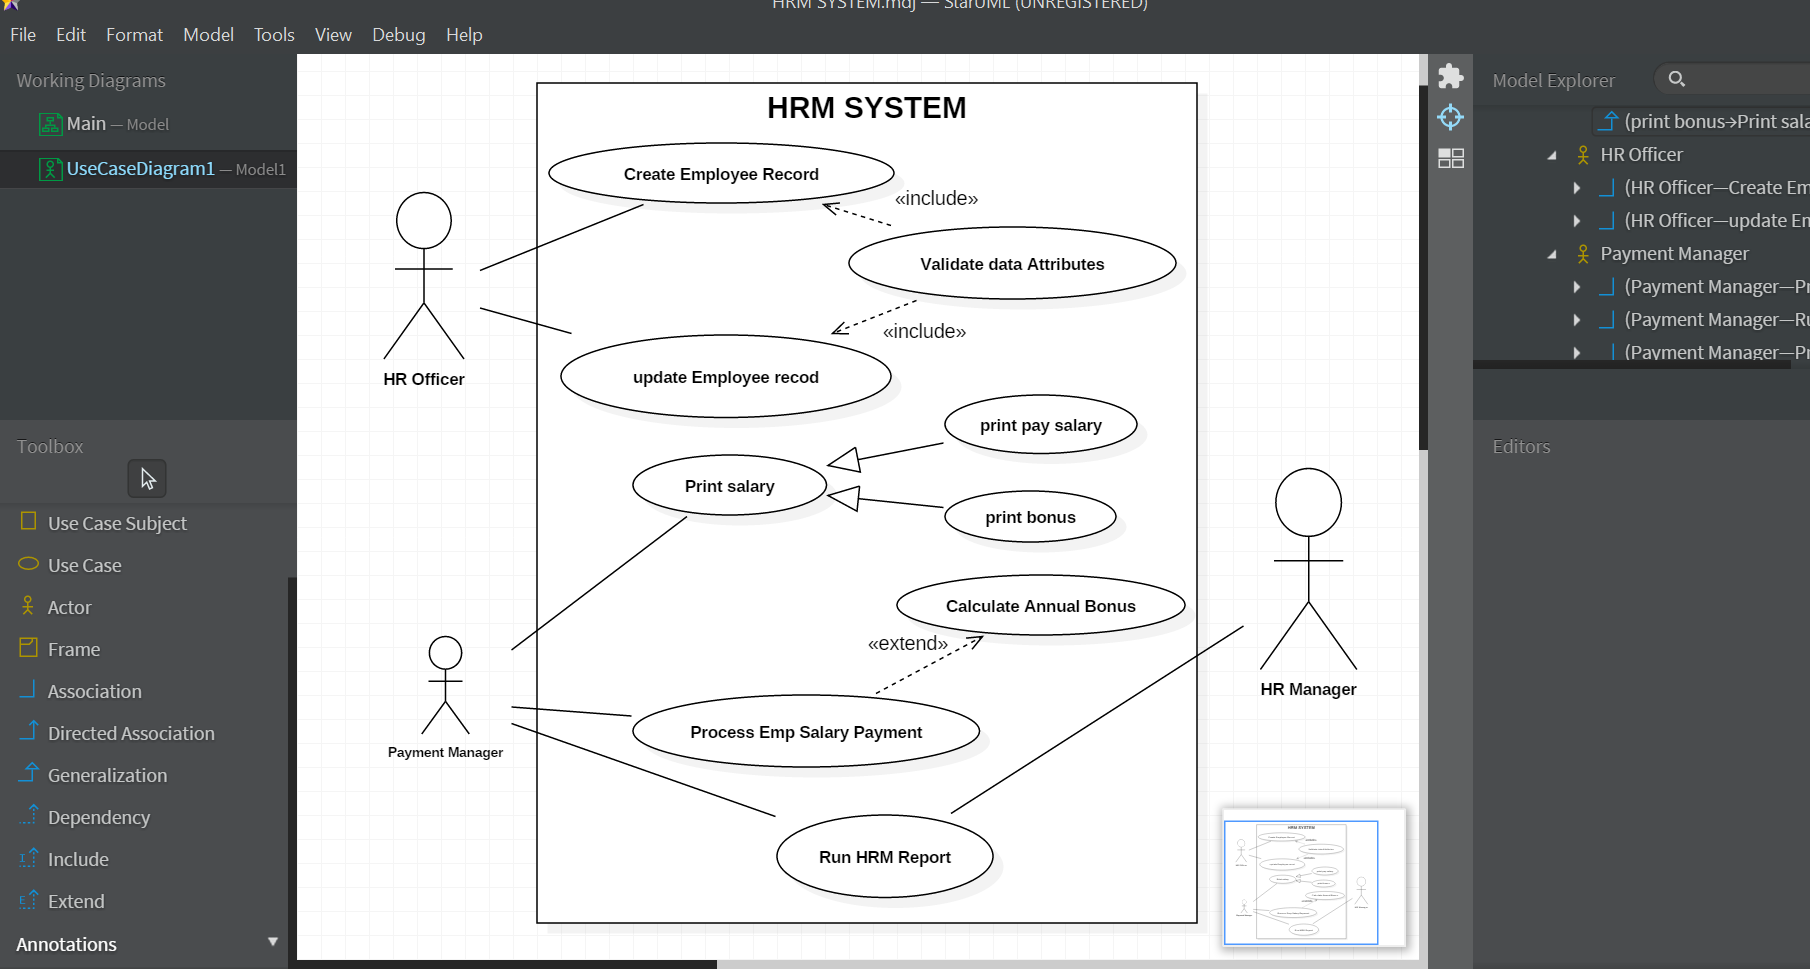 HRM SYSTEM.mdj — StarUML (UNREGISTERED)
File Edit Format Model Tools View Debug Help
Working Diagrams
Main — Model
UseCaseDiagram1 — Model1
Toolbox
Use Case Subject
Use Case
Actor
Frame
Association
Directed Association
Generalization
Dependency
Include
Extend
Annotations
HRM SYSTEM
Create Employee Record
«include»
Validate data Attributes
«include»
HR Officer
update Employee recod
print pay salary
Print salary
print bonus
Calculate Annual Bonus
«extend»
HR Manager
Process Emp Salary Payment
Payment Manager
Run HRM Report
Model Explorer
(print bonus→Print sala
HR Officer
(HR Officer—Create Em
(HR Officer—update Em
Payment Manager
(Payment Manager—Pr
(Payment Manager—Ru
(Payment Manager—Pr
Editors